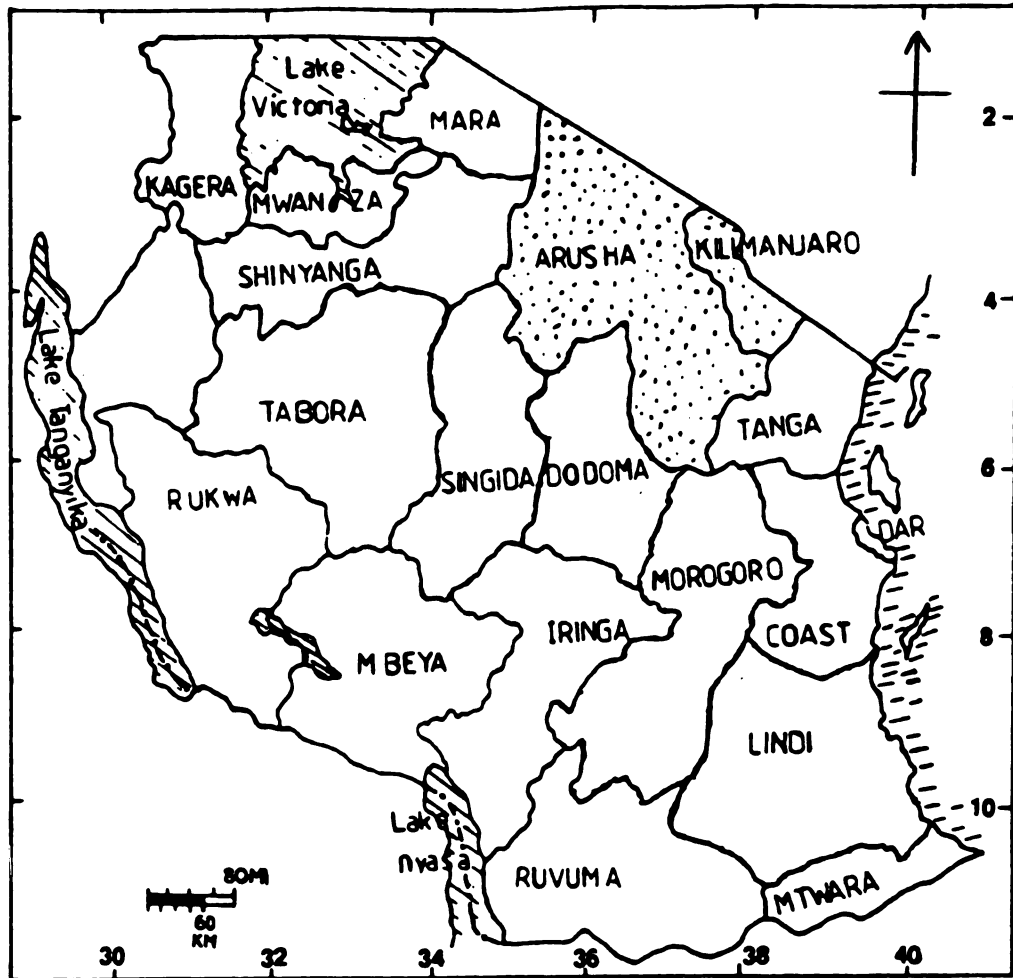 Lake
Victoria
MARA
2
KAGERA
MWANZA
ARUSHA
KILIMANJARO
SHINYANGA
4
Lake Tanganyika
TABORA
TANGA
SINGIDA
DODOMA
6
RUKWA
DAR
MOROGORO
IRINGA
COAST
8
MBEYA
LINDI
10
Lake
nyasa
RUVUMA
MTWARA
80MI
60
KM
30
32
34
36
38
40